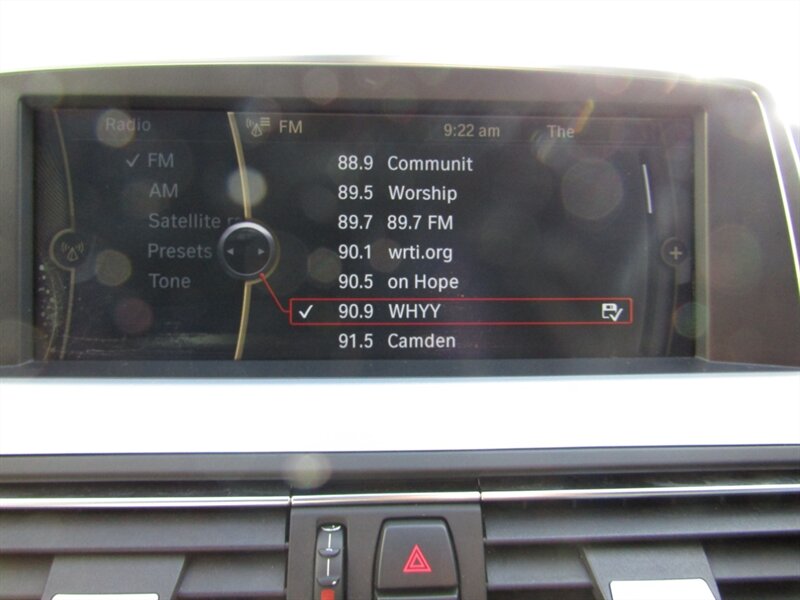 Radio
FM 9:22 am The
✓ FM
AM
Satellite r
Presets
Tone
88.9 Communit
89.5 Worship
89.7 89.7 FM
90.1 wrti.org
90.5 on Hope
✓ 90.9 WHYY
91.5 Camden